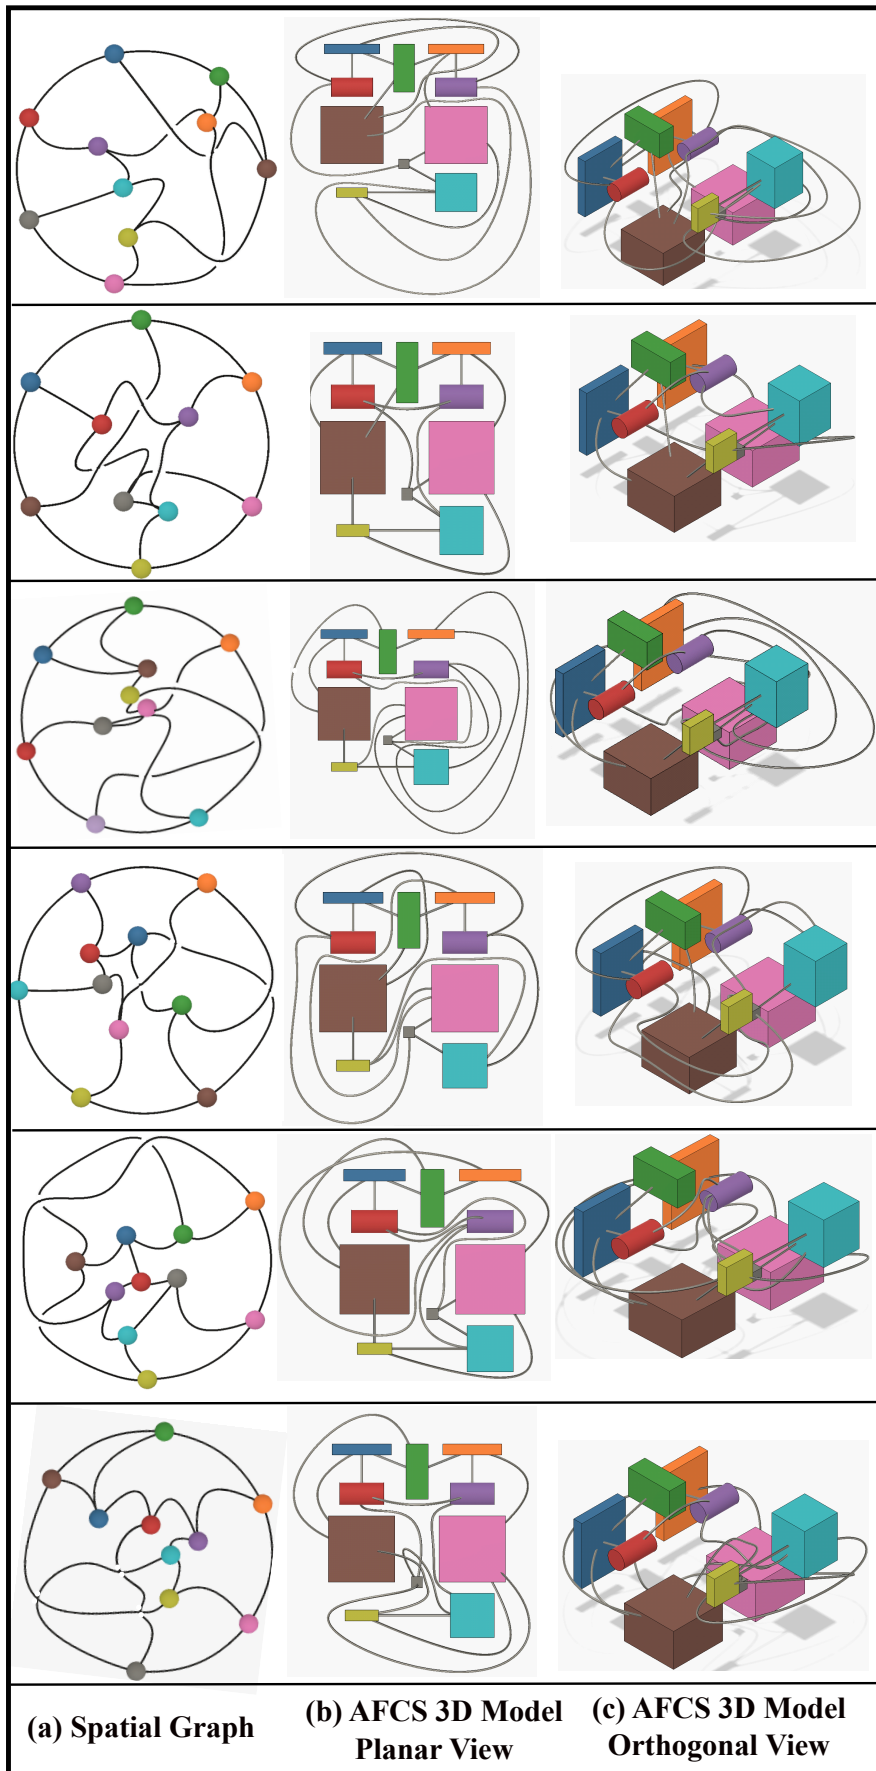 (a) Spatial Graph
(b) AFCS 3D Model
Planar View
(c) AFCS 3D Model
Orthogonal View